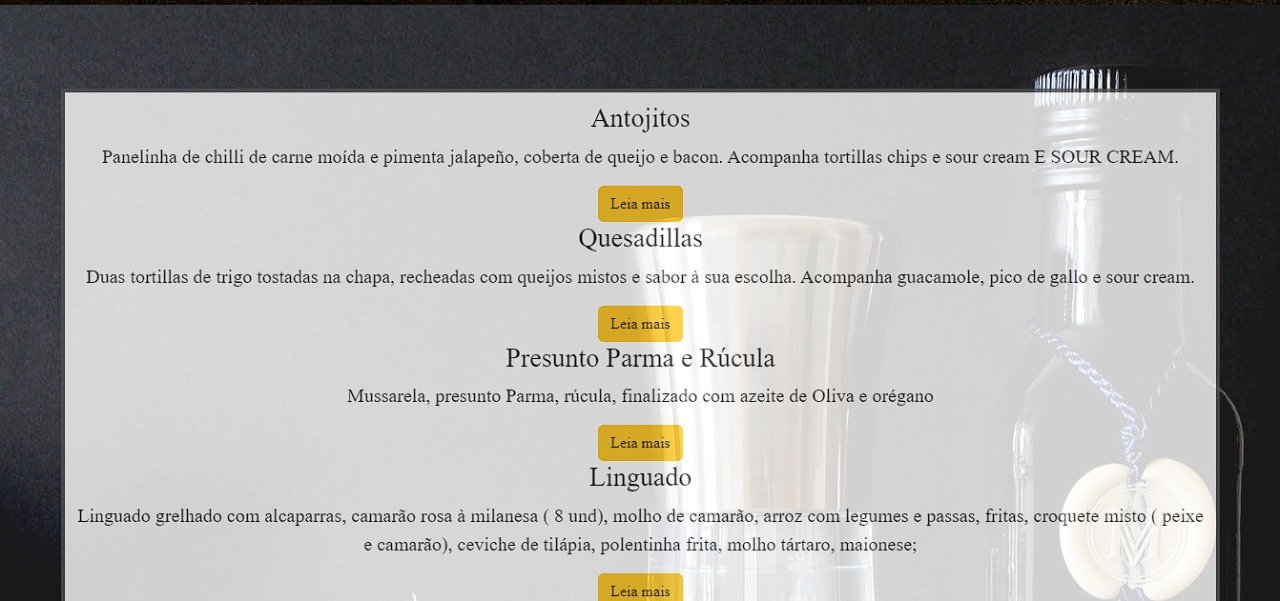 Antojitos
Panelinha de chilli de carne moída e pimenta jalapeño, coberta de queijo e bacon. Acompanha tortillas chips e sour cream E SOUR CREAM.
Leia mais
Quesadillas
Duas tortillas de trigo tostadas na chapa, recheadas com queijos mistos e sabor à sua escolha. Acompanha guacamole, pico de gallo e sour cream.
Leia mais
Presunto Parma e Rúcula
Mussarela, presunto Parma, rúcula, finalizado com azeite de Oliva e orégano
Leia mais
Linguado
Linguado grelhado com alcaparras, camarão rosa à milanesa ( 8 und), molho de camarão, arroz com legumes e passas, fritas, croquete misto ( peixe
e camarão), ceviche de tilápia, polentinha frita, molho tártaro, maionese;
Leia mais
M